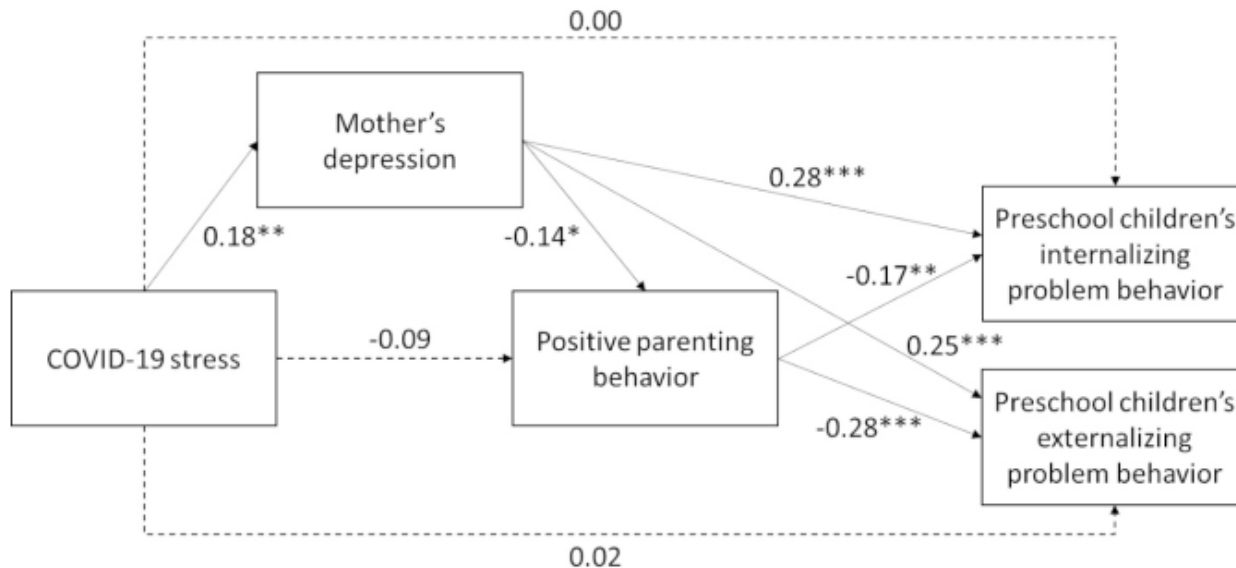 0.00
Mother's
depression
0.28***
0.18**
-0.14*
Preschool children's
internalizing
problem behavior
-0.17**
COVID-19 stress
-0.09
Positive parenting
behavior
0.25***
-0.28***
Preschool children's
externalizing
problem behavior
0.02